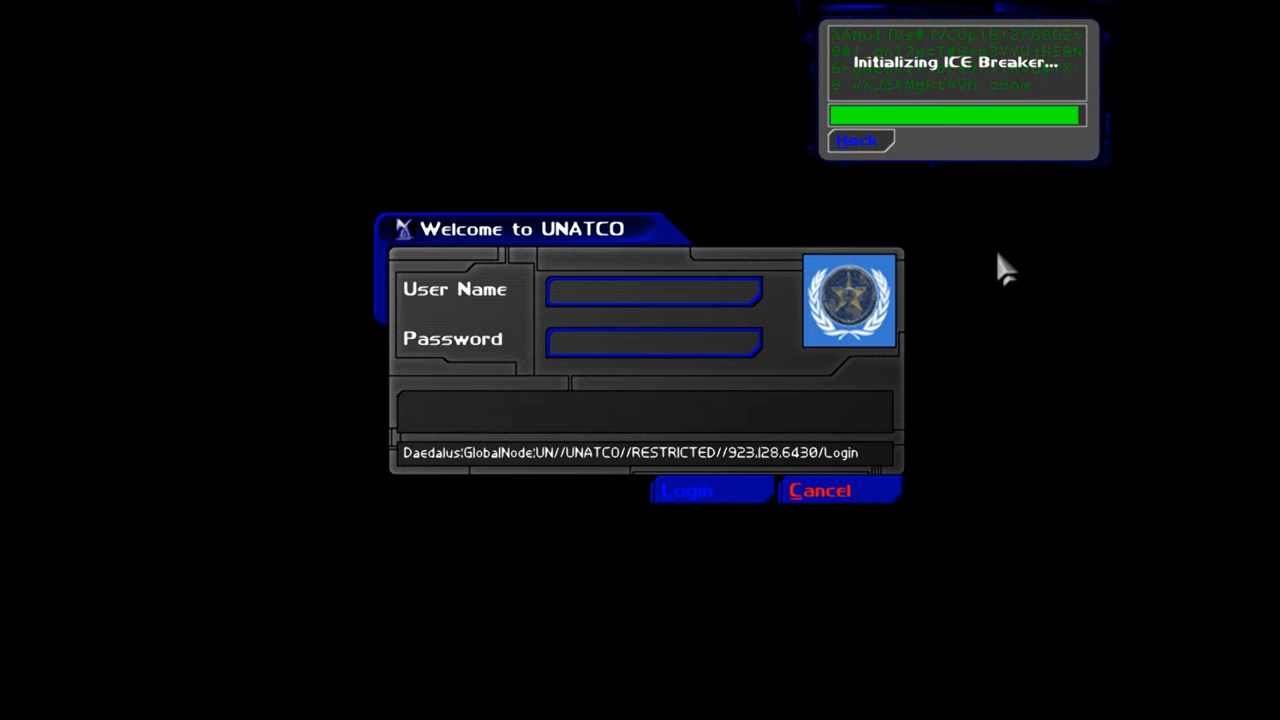 Initializing ICE Breaker...
Hack
Welcome to UNATCO
User Name
Password
Daedalus:GlobalNode:UN//UNATCO//RESTRICTED//923.128.6430/Login
Login
Cancel